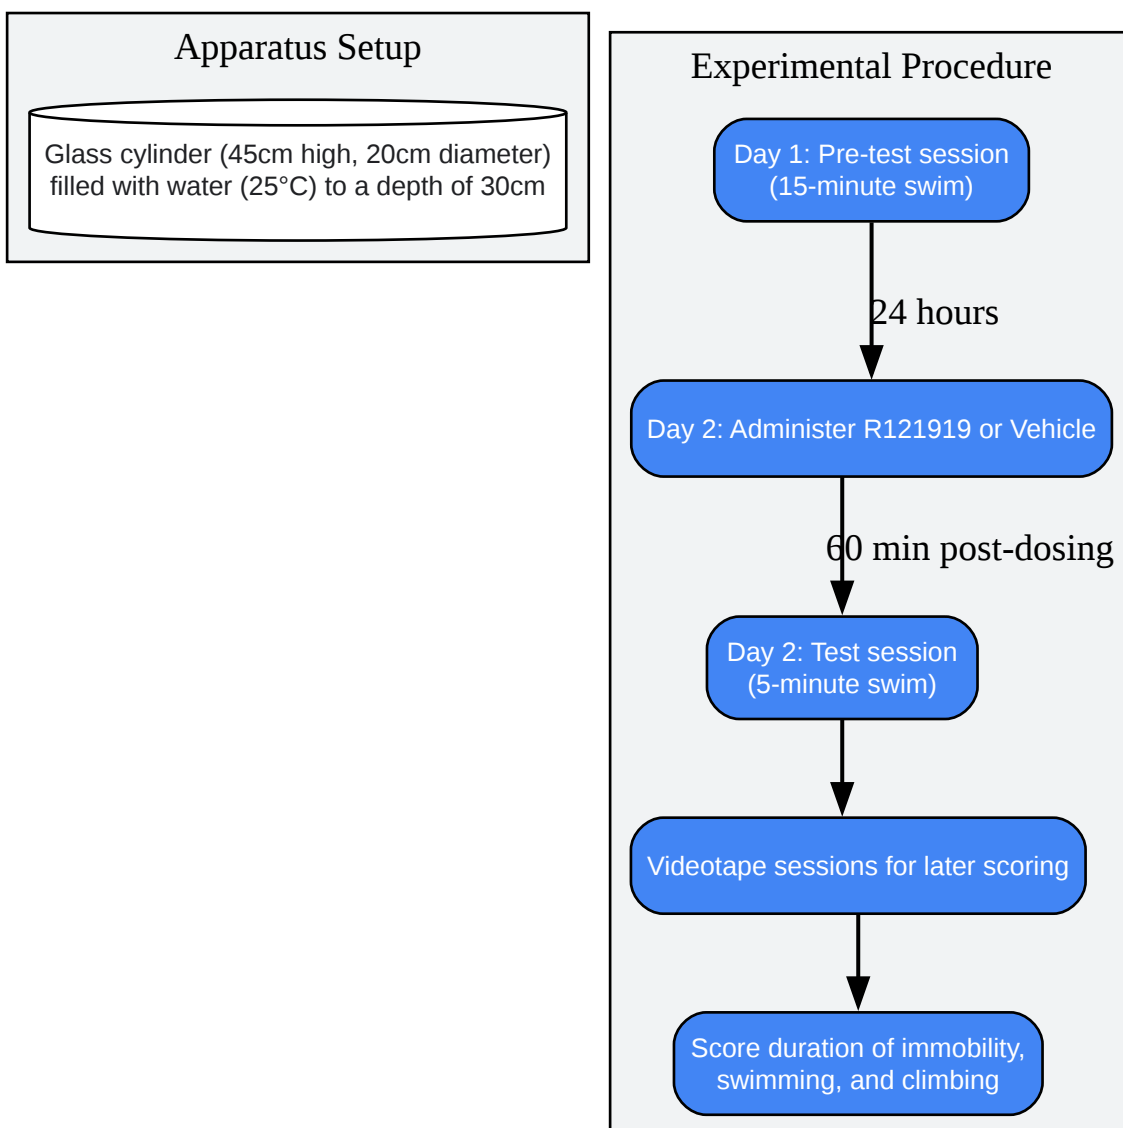 Apparatus Setup
Glass cylinder (45cm high, 20cm diameter)
filled with water (25°C) to a depth of 30cm
Experimental Procedure
Day 1: Pre-test session
(15-minute swim)
24 hours
Day 2: Administer R121919 or Vehicle
60 min post-dosing
Day 2: Test session
(5-minute swim)
Videotape sessions for later scoring
Score duration of immobility,
swimming, and climbing